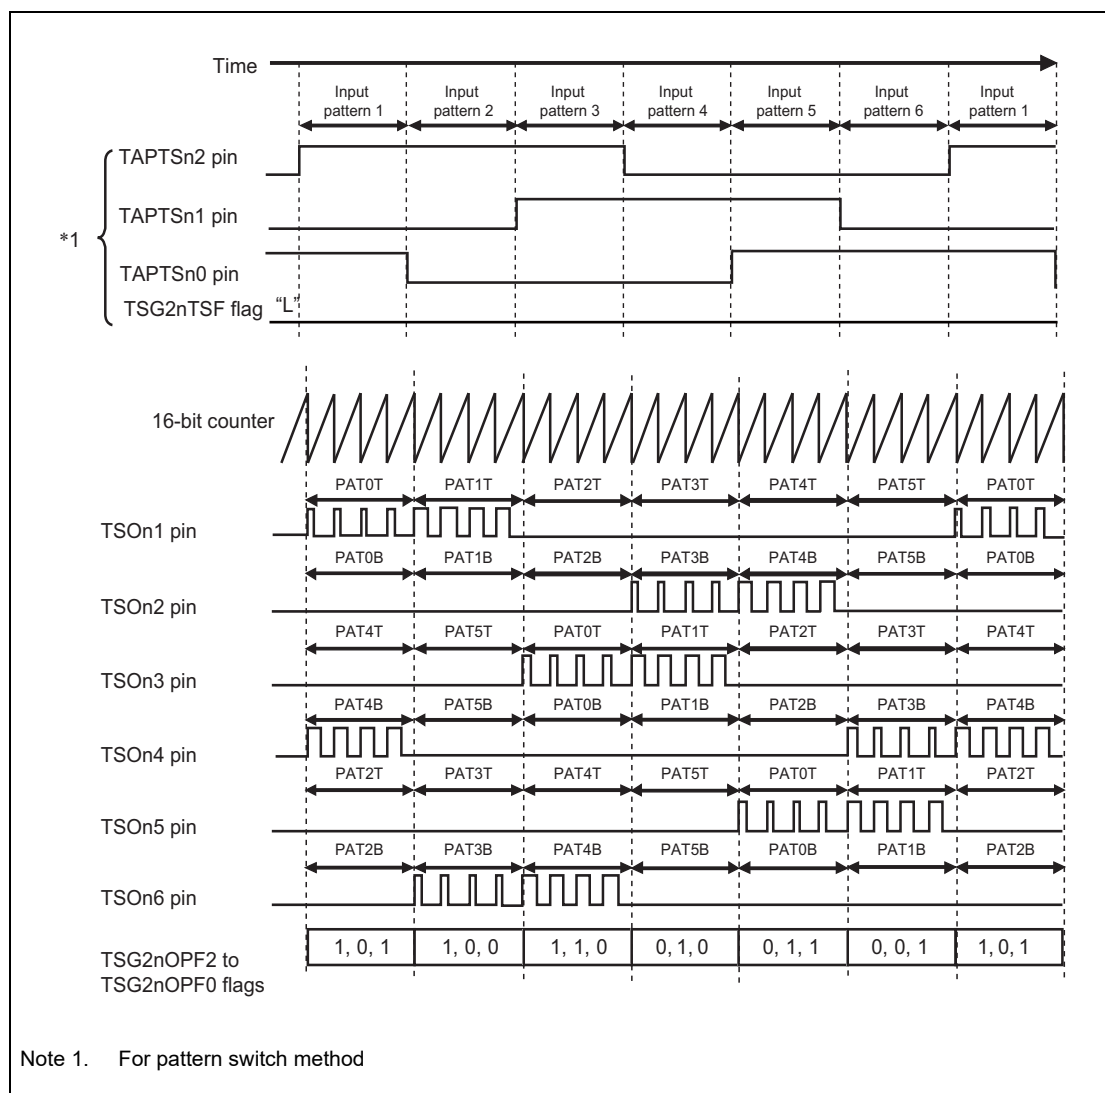 Time
Input pattern 1
Input pattern 2
Input pattern 3
Input pattern 4
Input pattern 5
Input pattern 6
Input pattern 1
*1
TAPTSn2 pin
TAPTSn1 pin
TAPTSn0 pin
TSG2nTSF flag "L"
16-bit counter
PAT0T PAT1T PAT2T PAT3T PAT4T PAT5T PAT0T
TSOn1 pin
PAT0B PAT1B PAT2B PAT3B PAT4B PAT5B PAT0B
TSOn2 pin
PAT4T PAT5T PAT0T PAT1T PAT2T PAT3T PAT4T
TSOn3 pin
PAT4B PAT5B PAT0B PAT1B PAT2B PAT3B PAT4B
TSOn4 pin
PAT2T PAT3T PAT4T PAT5T PAT0T PAT1T PAT2T
TSOn5 pin
PAT2B PAT3B PAT4B PAT5B PAT0B PAT1B PAT2B
TSOn6 pin
1, 0, 1 1, 0, 0 1, 1, 0 0, 1, 0 0, 1, 1 0, 0, 1 1, 0, 1
TSG2nOPF2 to
TSG2nOPF0 flags
Note 1. For pattern switch method